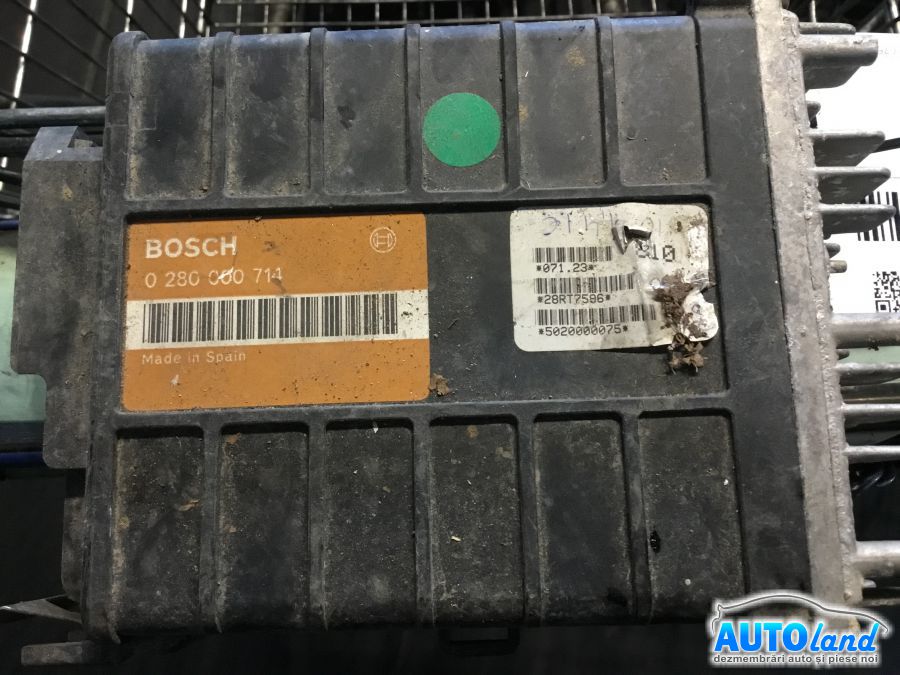 BOSCH
0 280 000 714
Made in Spain
*071.23*
*28RT7586*
*5020000075*
AUTOland
dezmembrări auto și piese noi